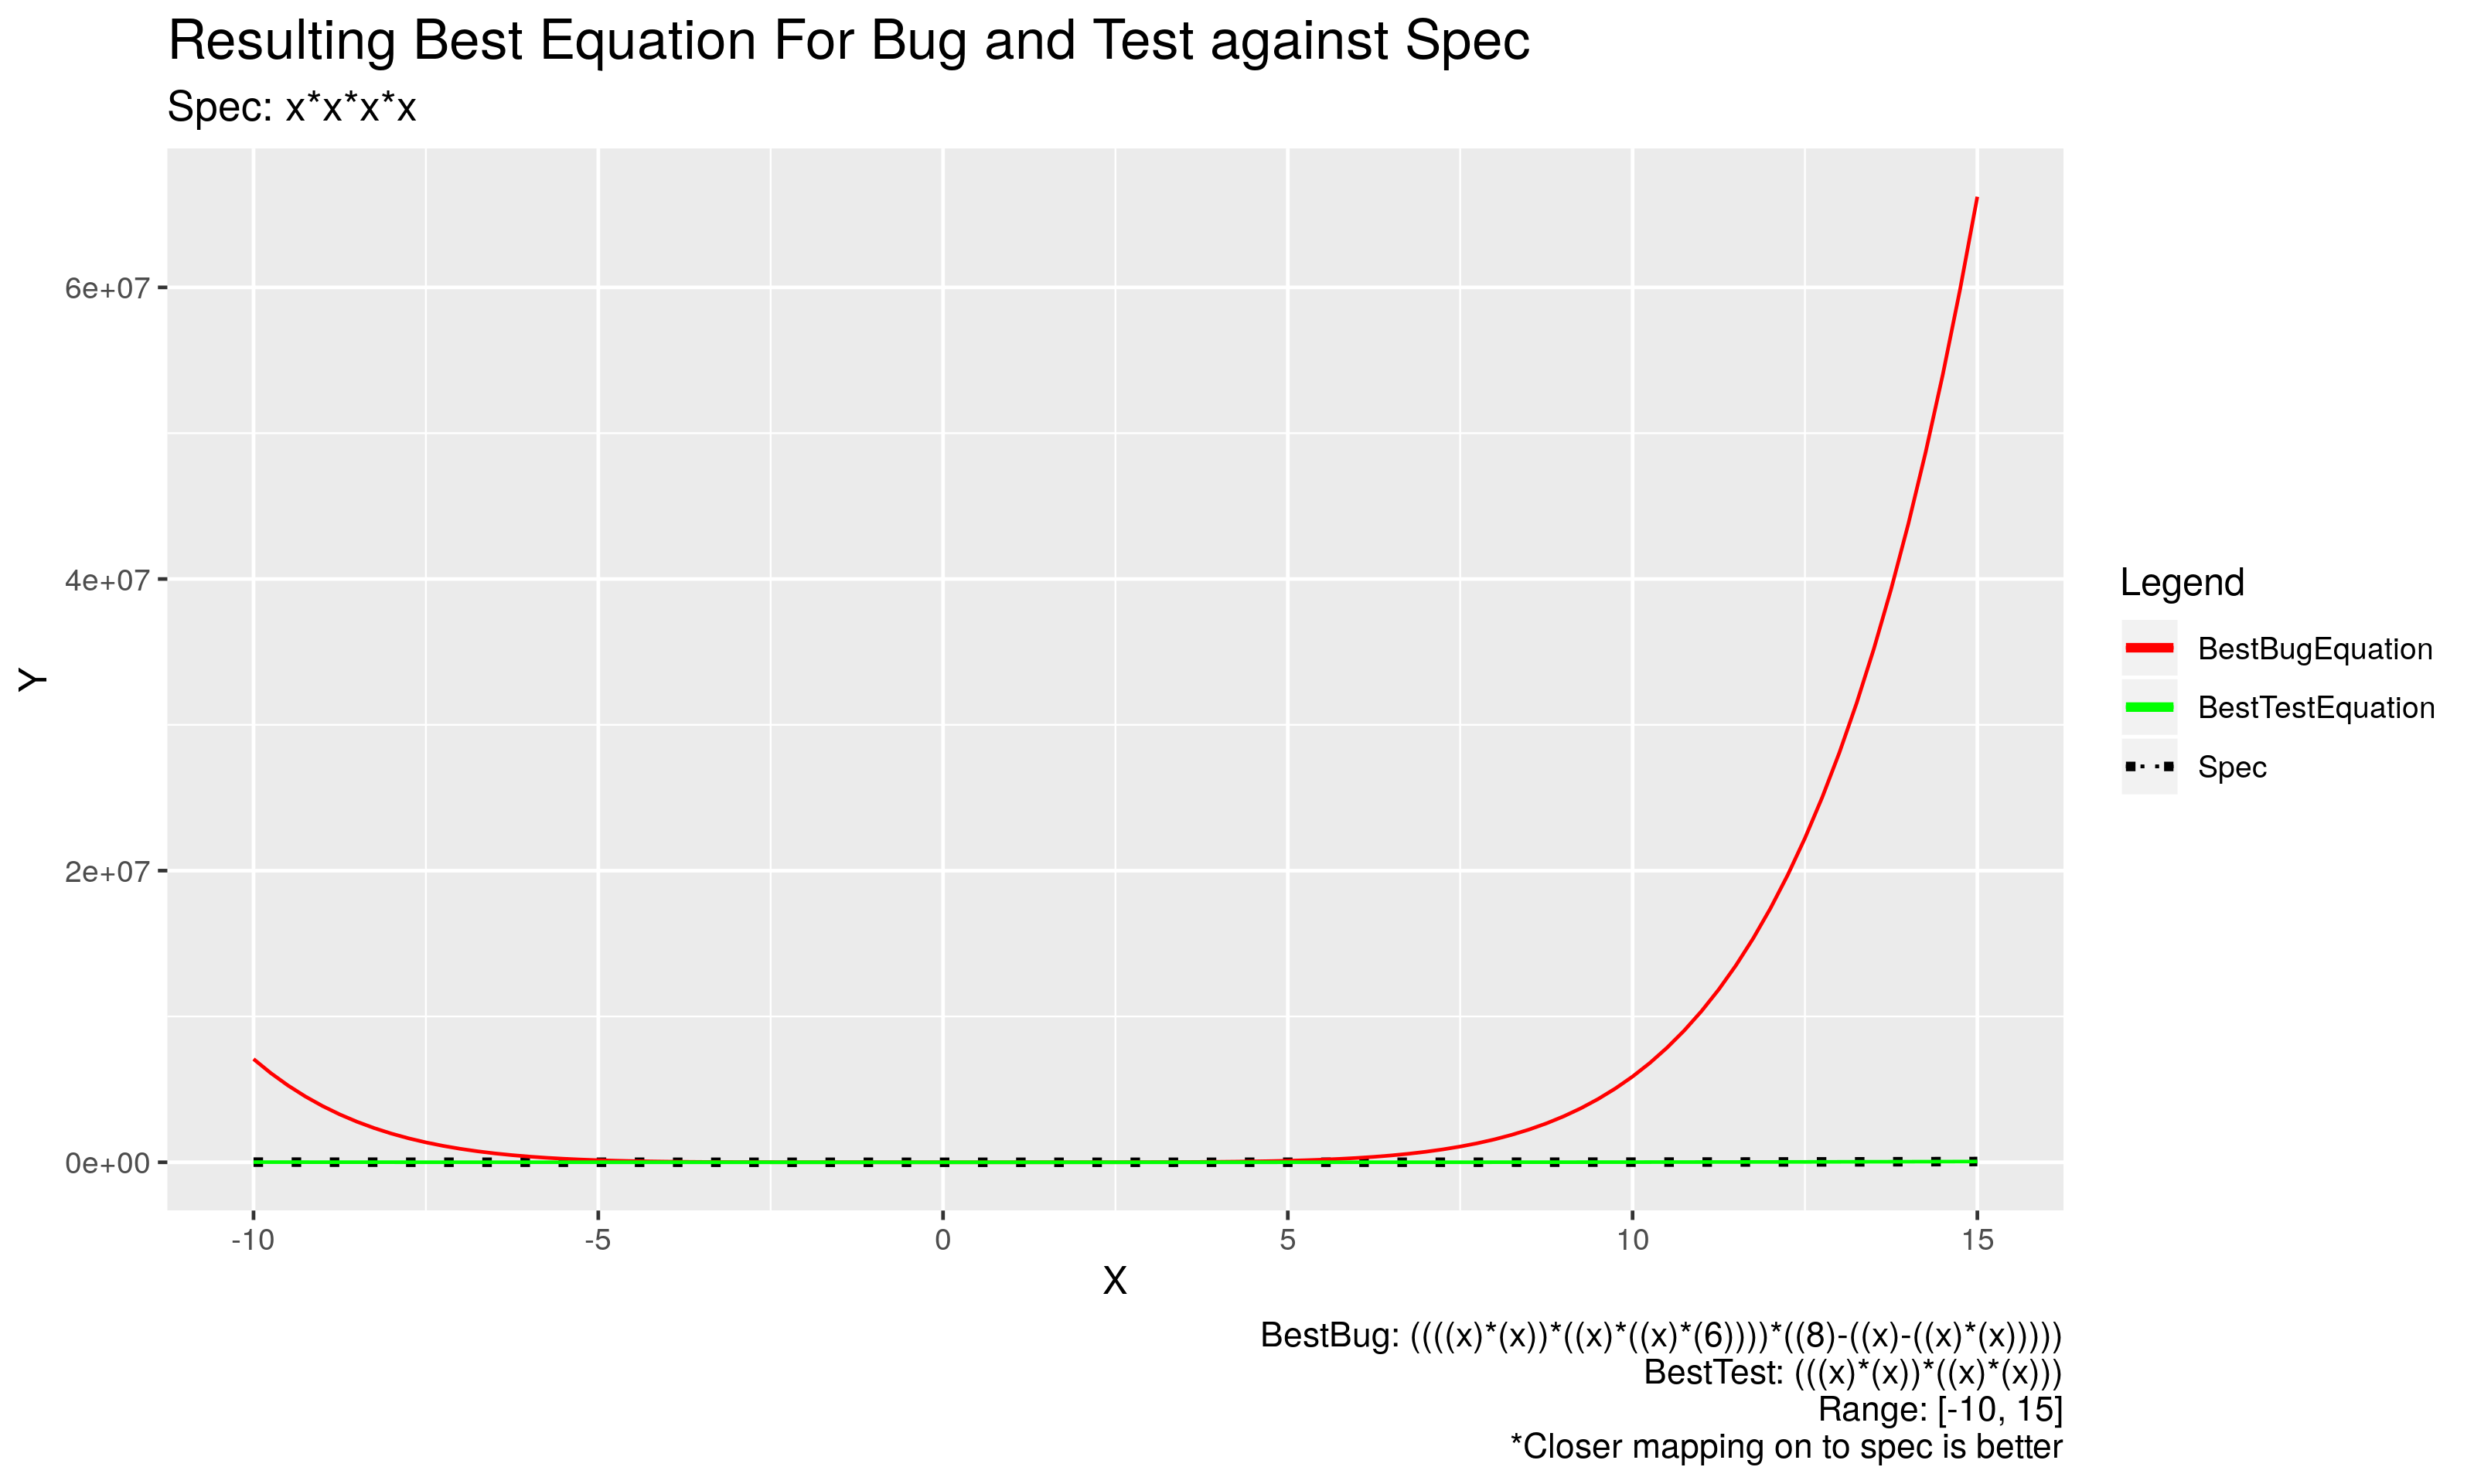 Resulting Best Equation For Bug and Test against Spec
Spec: x*x*x*x
Y
6e+07
4e+07
2e+07
0e+00
-10 -5 0 5 10 15
X
Legend
BestBugEquation
BestTestEquation
Spec
BestBug: ((((x)*(x))*((x)*((x)*(6))))*((8)-((x)-((x)*(x)))))
BestTest: (((x)*(x))*((x)*(x)))
Range: [-10, 15]
*Closer mapping on to spec is better